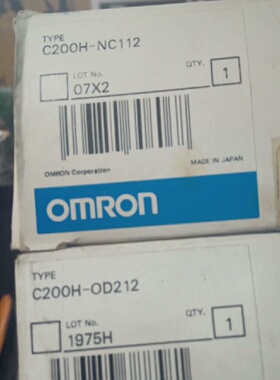 TYPE
C200H-NC112
LOT No.
QTY.
07X2
1
OMRON Corporation
MADE IN JAPAN
OMRON
TYPE
C200H-OD212
LOT No.
QTY.
1975H
1